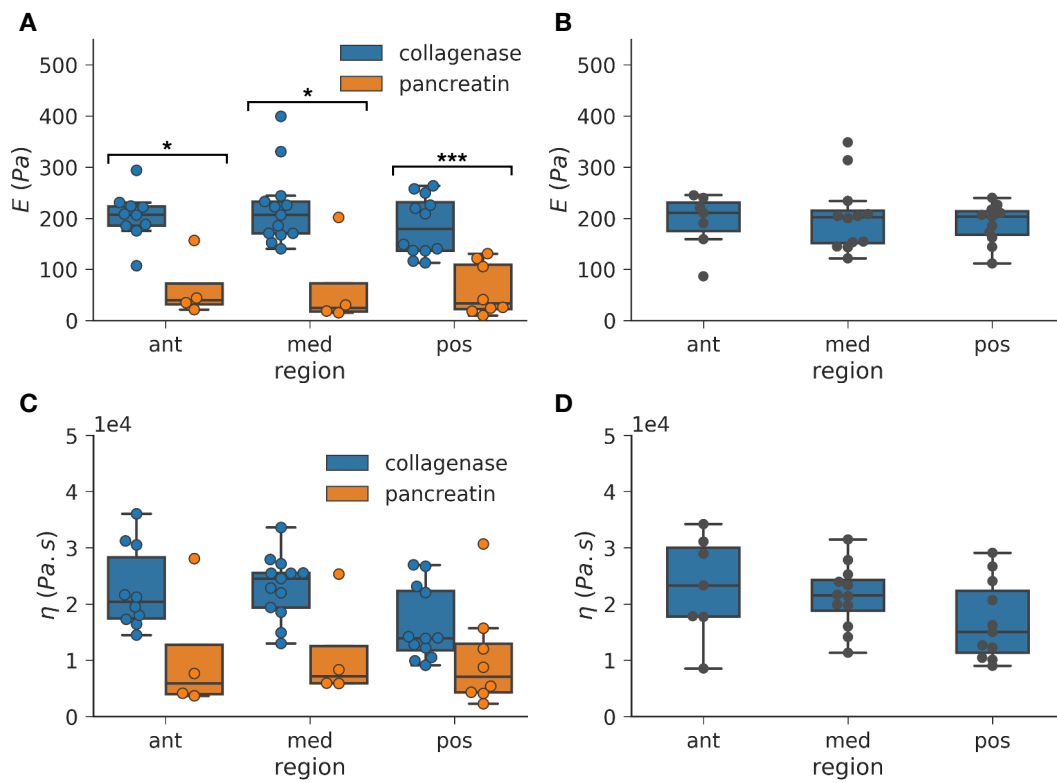 A
E (Pa)
500
400
300
200
100
0
collagenase
pancreatin
*
*
***
ant med pos
region
B
E (Pa)
500
400
300
200
100
0
ant med pos
region
C
1e4
η (Pa.s)
5
4
3
2
1
0
collagenase
pancreatin
ant med pos
region
D
1e4
η (Pa.s)
5
4
3
2
1
0
ant med pos
region